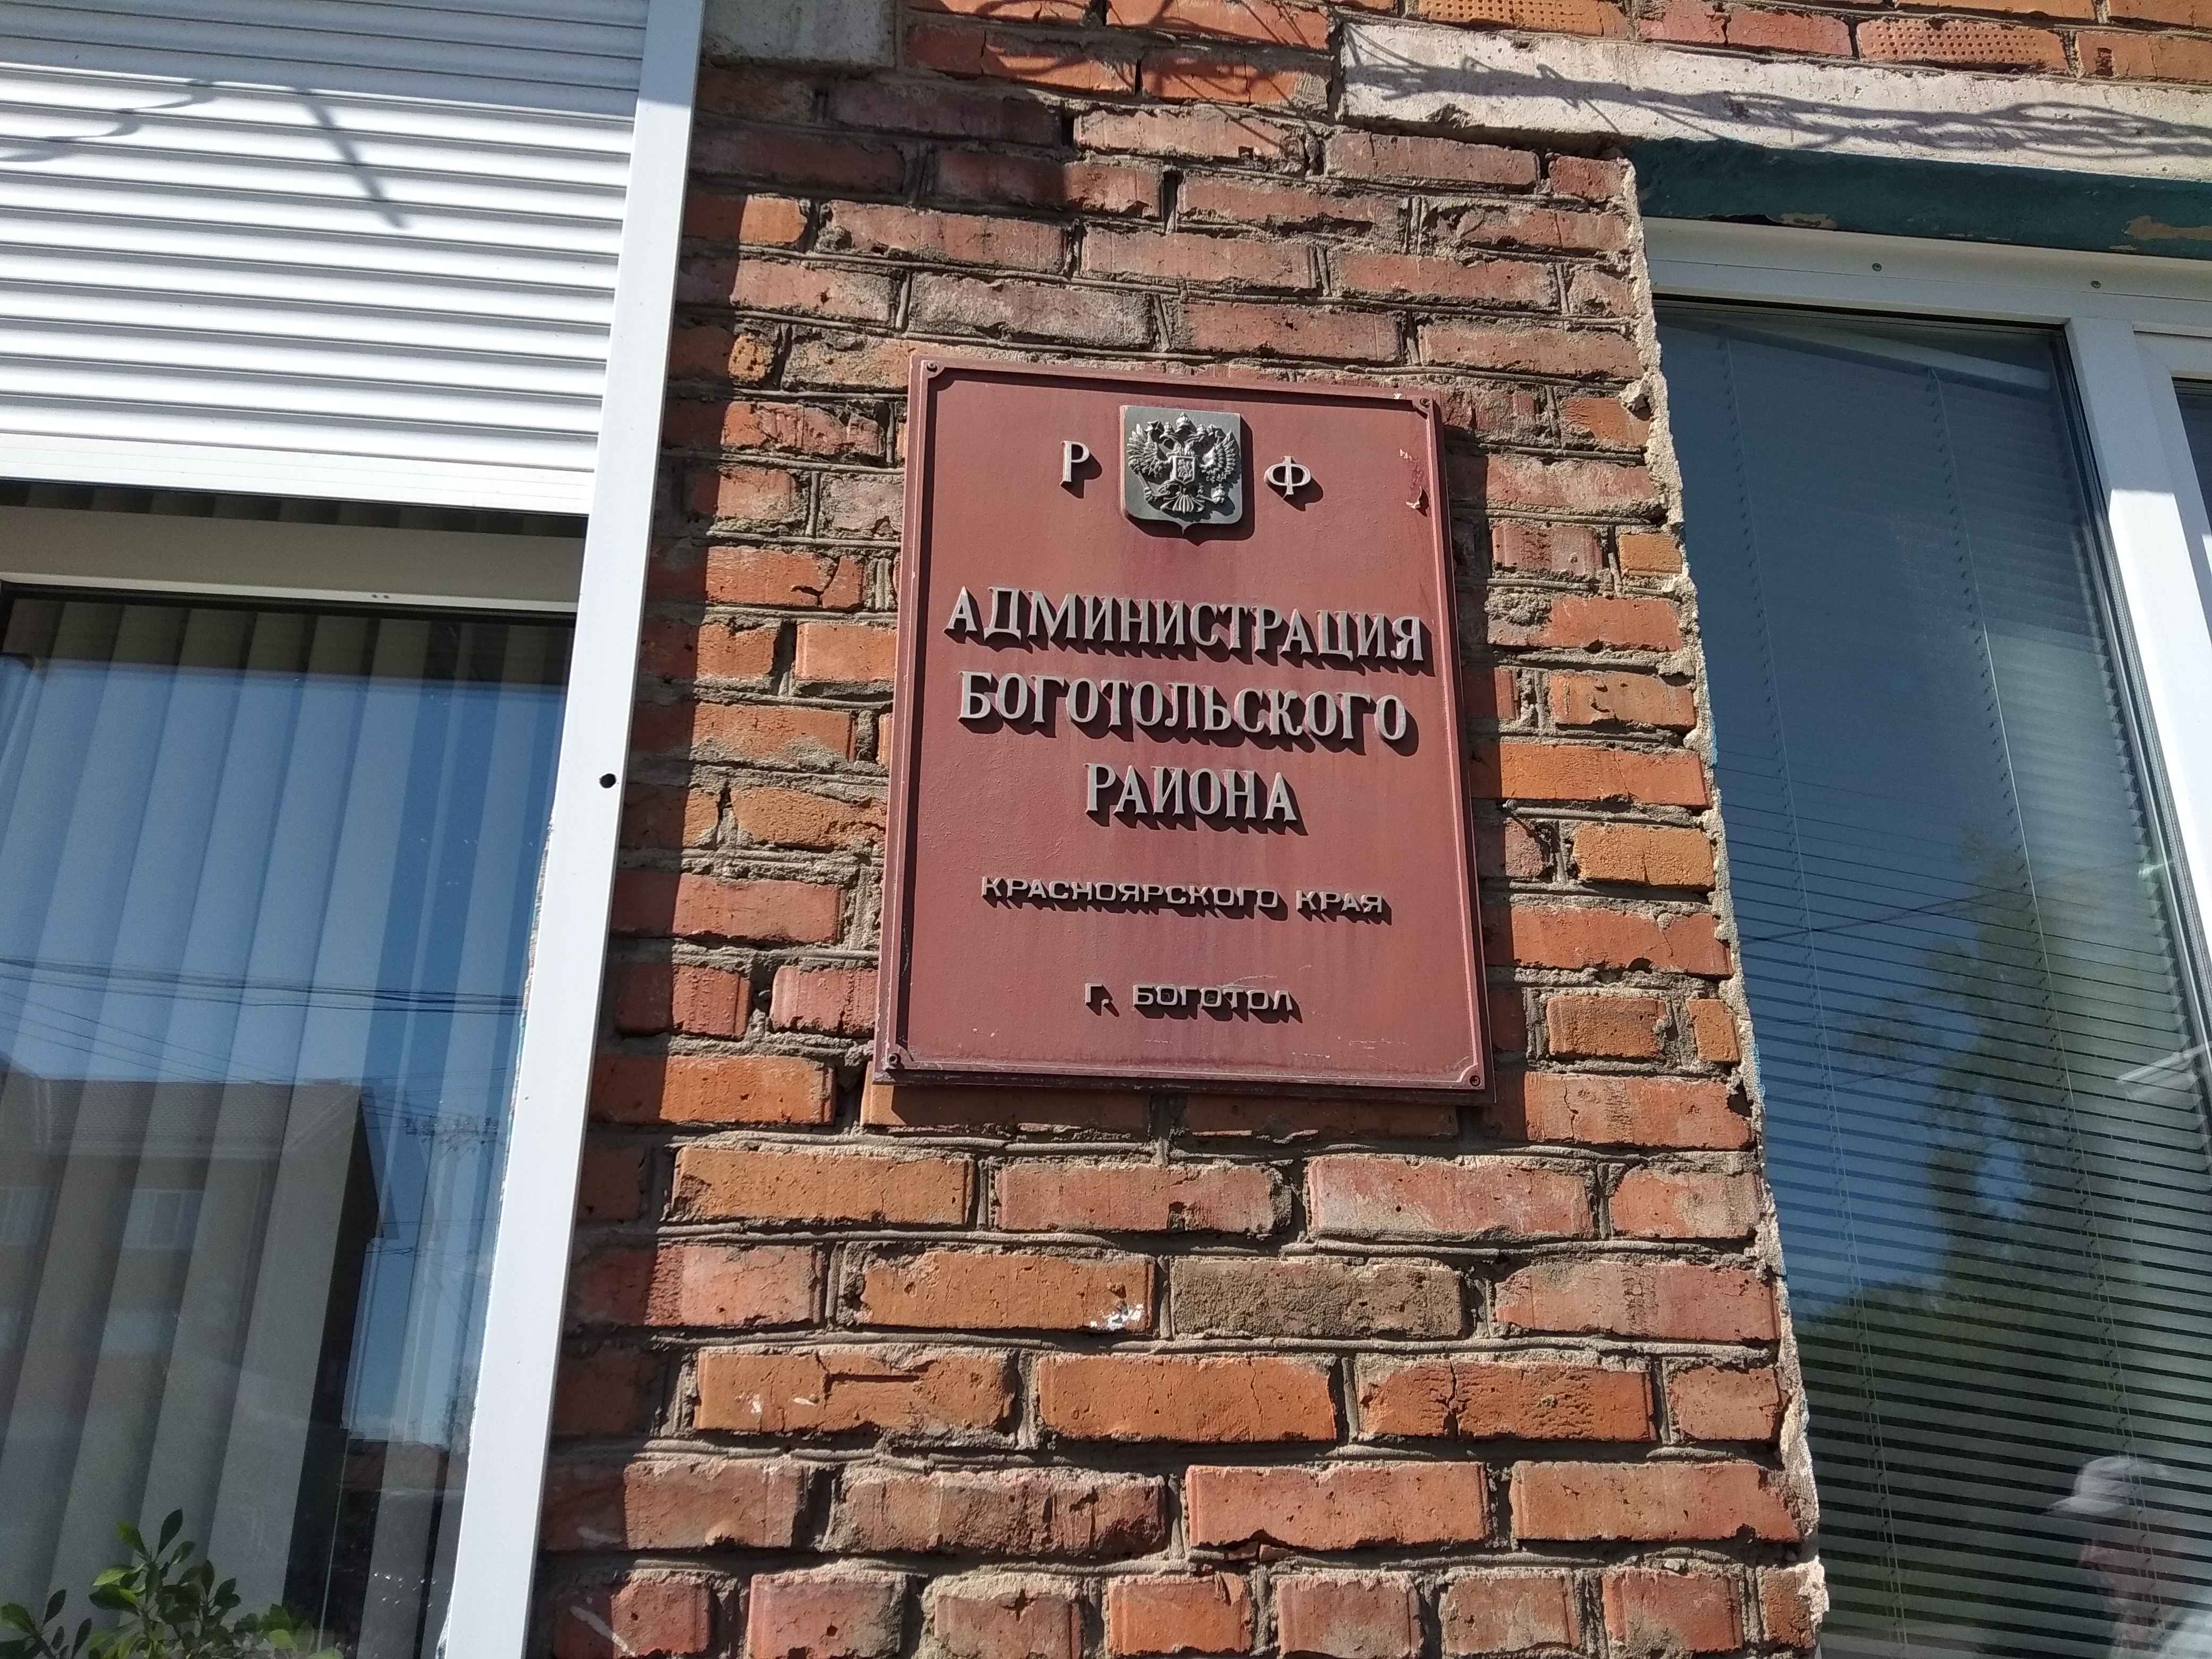 Р Ф
АДМИНИСТРАЦИЯ
БОГОТОЛЬСКОГО
РАЙОНА
КРАСНОЯРСКОГО КРАЯ
Г. БОГОТОЛ